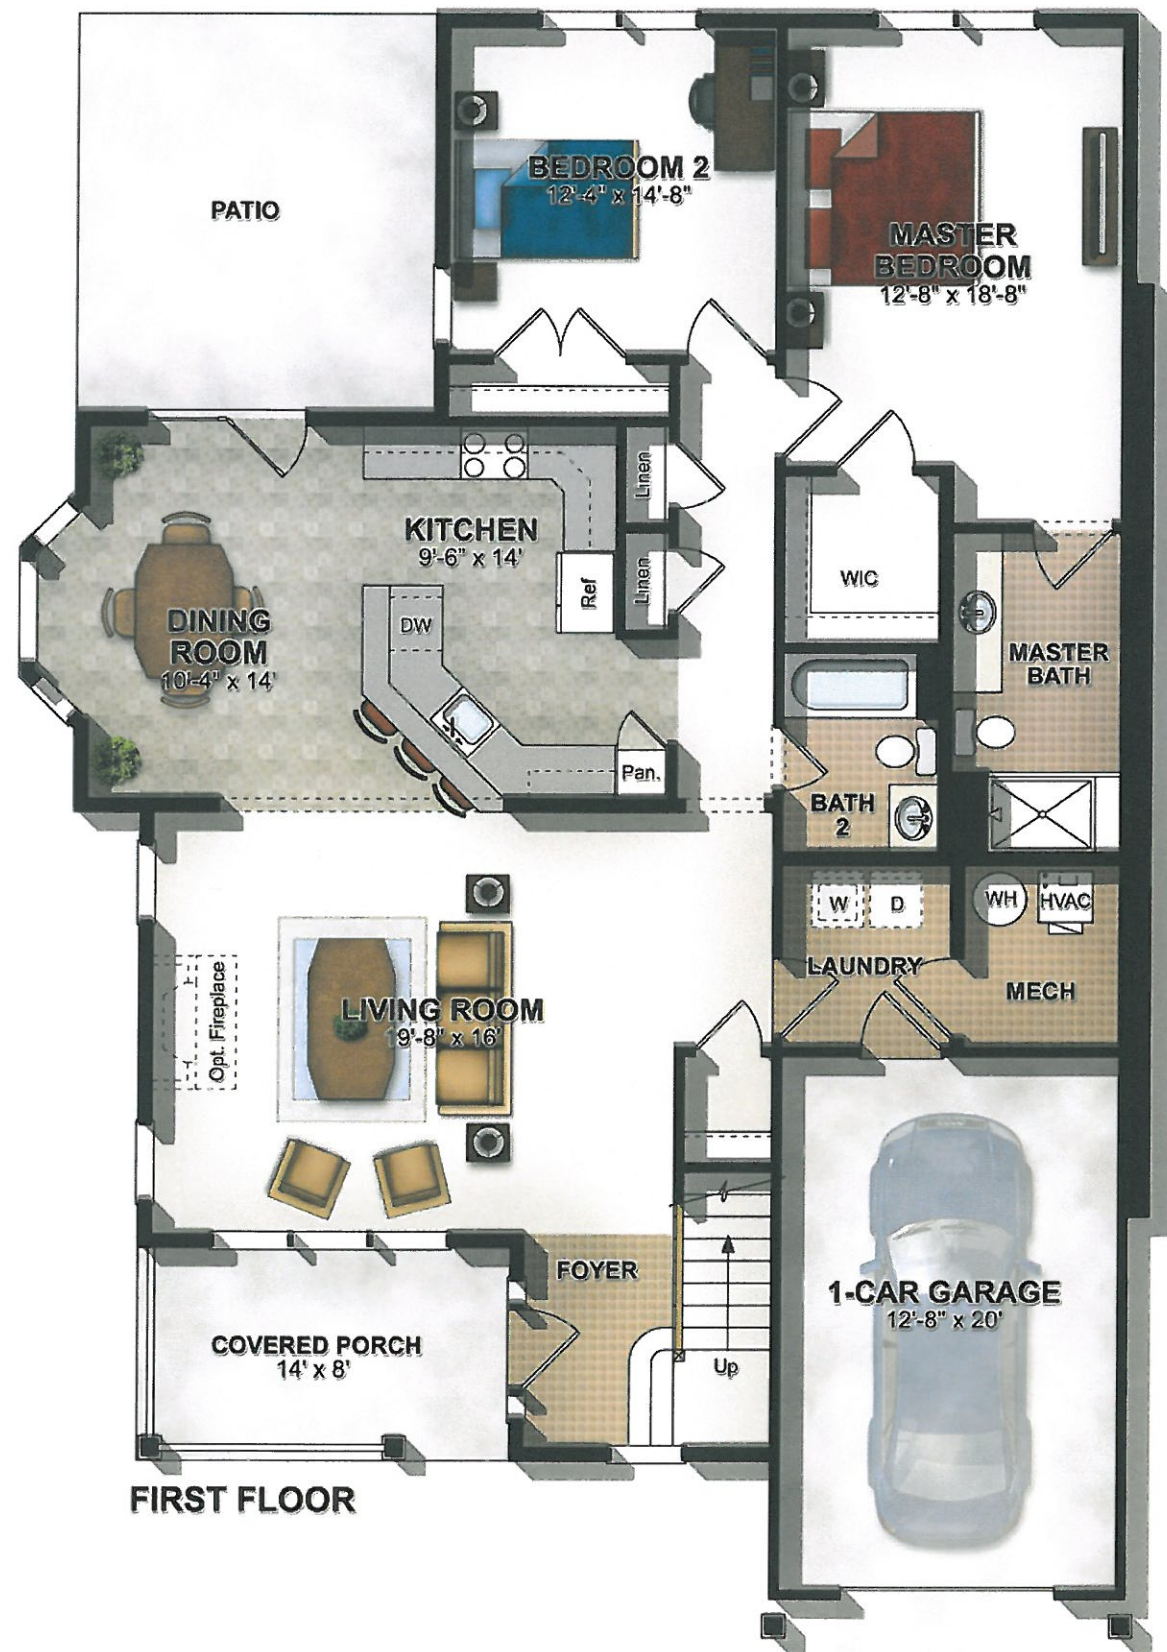 PATIO
BEDROOM 2
12'-4" x 14'-8"
MASTER
BEDROOM
12'-8" x 18'-8"
KITCHEN
9'-6" x 14'
Linen
Linen
Ref
DW
WIC
DINING
ROOM
10'-4" x 14'
MASTER
BATH
Pan.
BATH
2
W
D
WH
HVAC
LAUNDRY
MECH
Opt. Fireplace
LIVING ROOM
19'-8" x 16'
FOYER
1-CAR GARAGE
12'-8" x 20'
COVERED PORCH
14' x 8'
Up
FIRST FLOOR